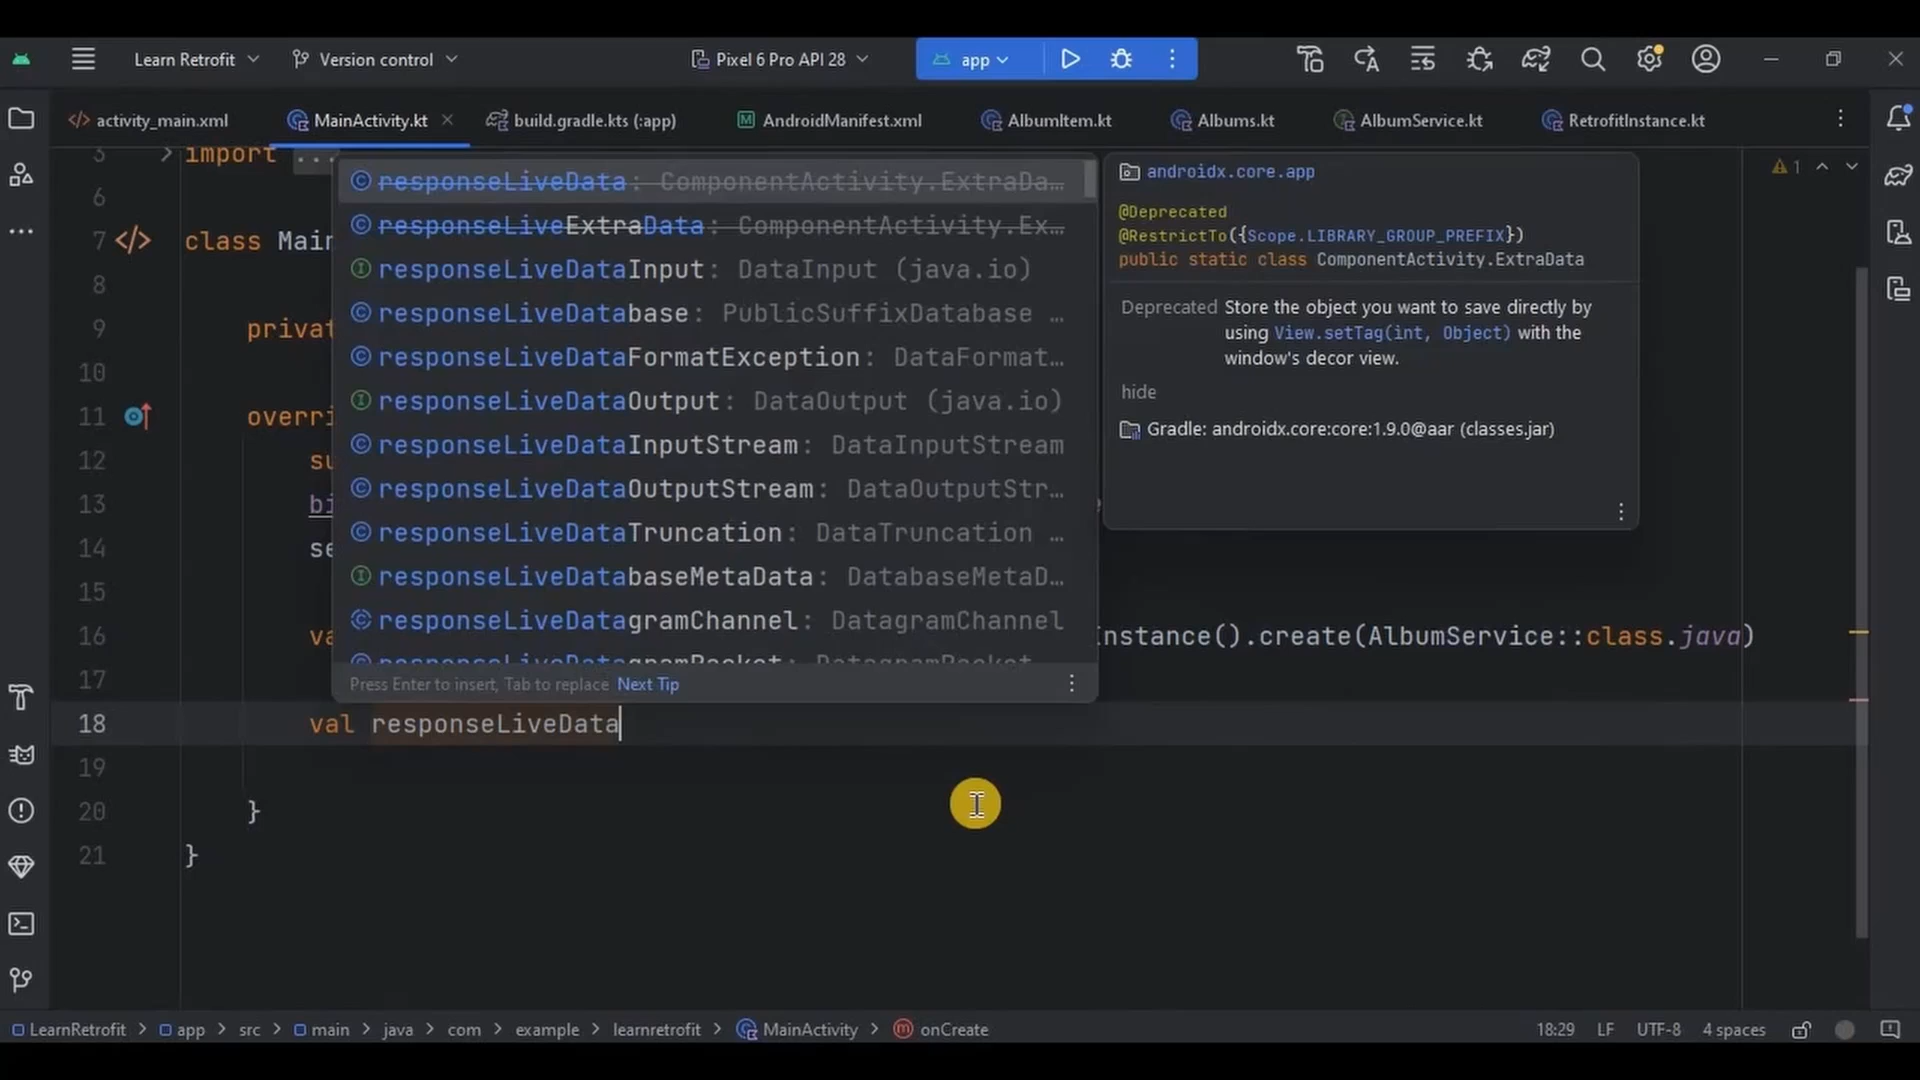 Learn Retrofit
Version control
Pixel 6 Pro API 28
app
activity_main.xml
MainActivity.kt
build.gradle.kts (:app)
AndroidManifest.xml
AlbumItem.kt
Albums.kt
AlbumService.kt
RetrofitInstance.kt
import ...
6
7 </> class Main
8
9 privat
10
11 overri
12 su
13 bi
14 se
15
16 va nstance().create(AlbumService::class.java)
17
18 val responseLiveData
19
20 }
21 }
1
responseLiveData: ComponentActivity.ExtraDa…
responseLiveExtraData: ComponentActivity.Ex…
responseLiveDataInput: DataInput (java.io)
responseLiveDatabase: PublicSuffixDatabase …
responseLiveDataFormatException: DataFormat…
responseLiveDataOutput: DataOutput (java.io)
responseLiveDataInputStream: DataInputStream
responseLiveDataOutputStream: DataOutputStr…
responseLiveDataTruncation: DataTruncation …
responseLiveDatabaseMetaData: DatabaseMetaD…
responseLiveDatagramChannel: DatagramChannel
responseLiveDatagramPacket: DatagramPacket
Press Enter to insert, Tab to replace Next Tip
androidx.core.app
@Deprecated
@RestrictTo({Scope.LIBRARY_GROUP_PREFIX})
public static class ComponentActivity.ExtraData
Deprecated Store the object you want to save directly by
using View.setTag(int, Object) with the
window's decor view.
hide
Gradle: androidx.core:core:1.9.0@aar (classes.jar)
LearnRetrofit > app > src > main > java > com > example > learnretrofit > MainActivity > onCreate
18:29 LF UTF-8 4 spaces